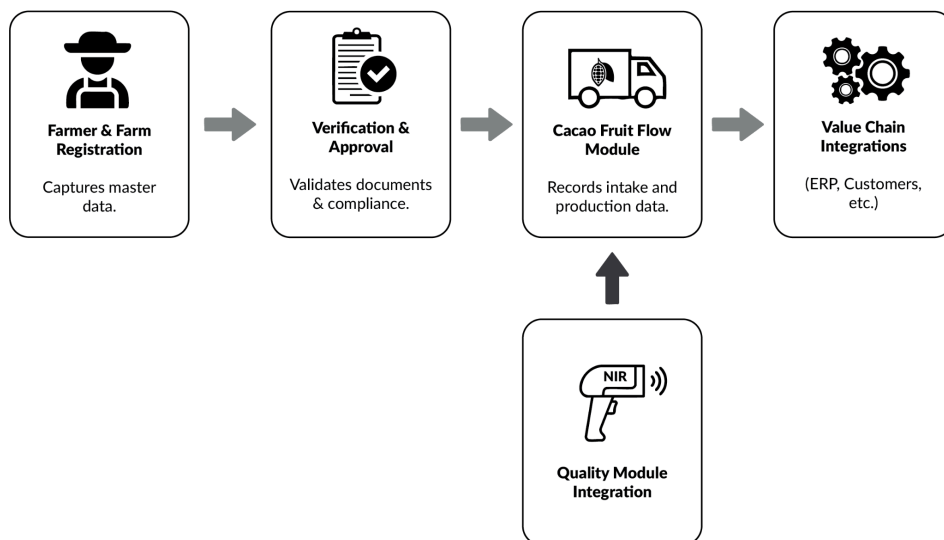 Farmer & Farm
Registration
Captures master
data.
Verification &
Approval
Validates documents
& compliance.
Cacao Fruit Flow
Module
Records intake and
production data.
Value Chain
Integrations
(ERP, Customers,
etc.)
NIR
Quality Module
Integration